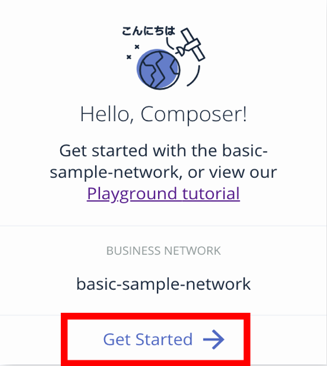 こんにちは
Hello, Composer!
Get started with the basic-
sample-network, or view our
Playground tutorial
BUSINESS NETWORK
basic-sample-network
Get Started